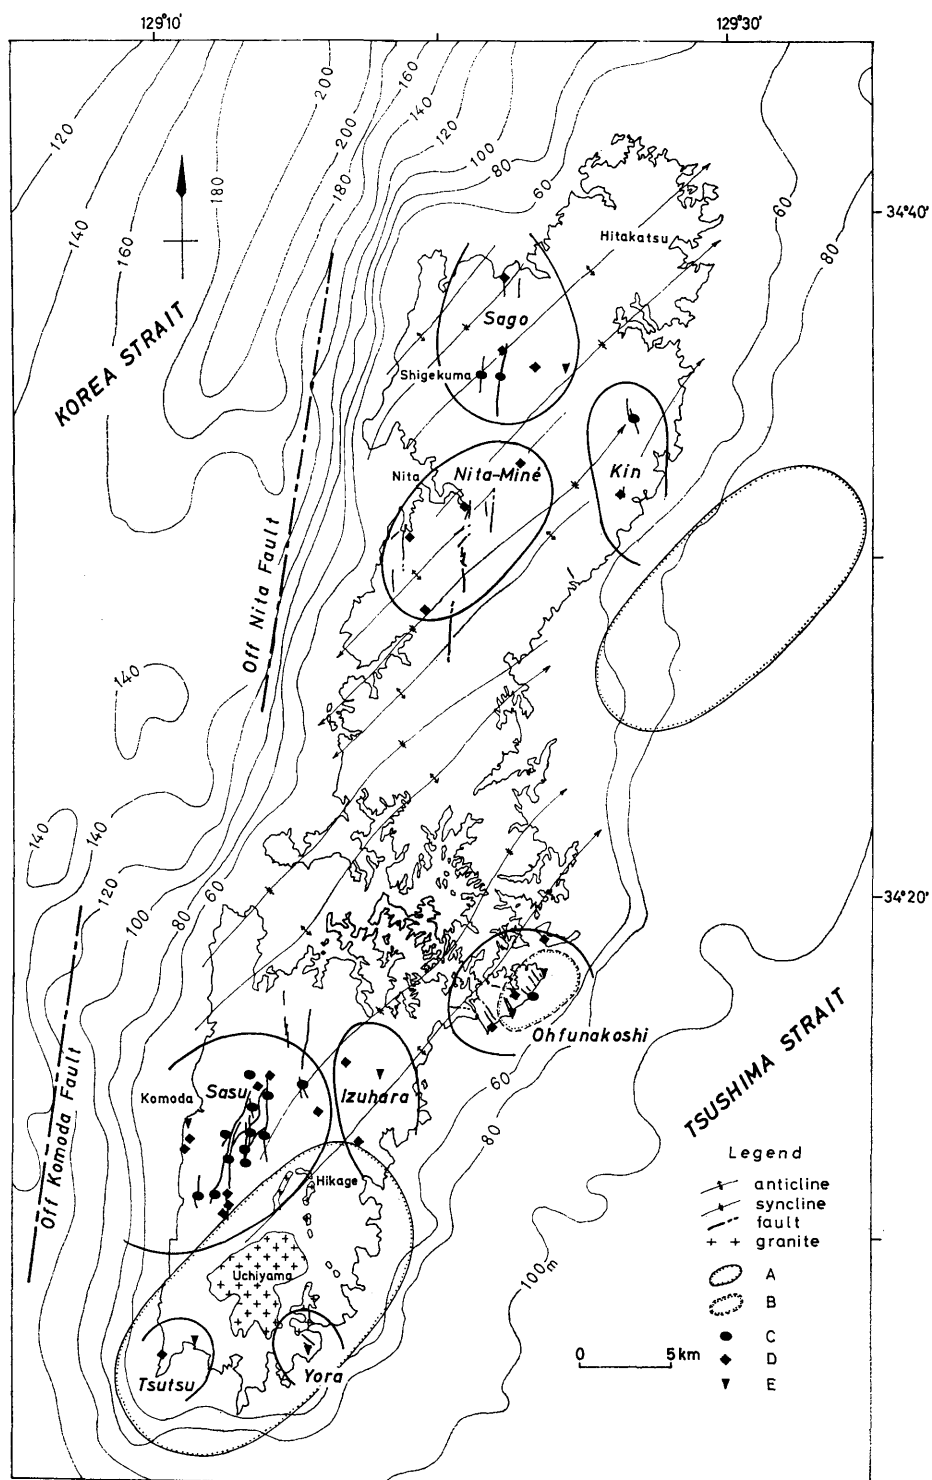 129°10'
129°30'
120
140
160
180
200
200
180
160
140
120
100
80
60
60
80
34°40'
Hitakatsu
KOREA STRAIT
Sago
Shigekuma
Nita
Nita-Miné
Kin
Off Nita Fault
140
140
140
120
100
80
60
34°20'
Ohfunakoshi
TSUSHIMA STRAIT
Off Komoda Fault
Komoda
Sasu
Izuhara
60
80
100m
Hikage
Uchiyama
Tsutsu
Yora
Legend
anticline
syncline
fault
granite
A
B
C
D
E
0 5km